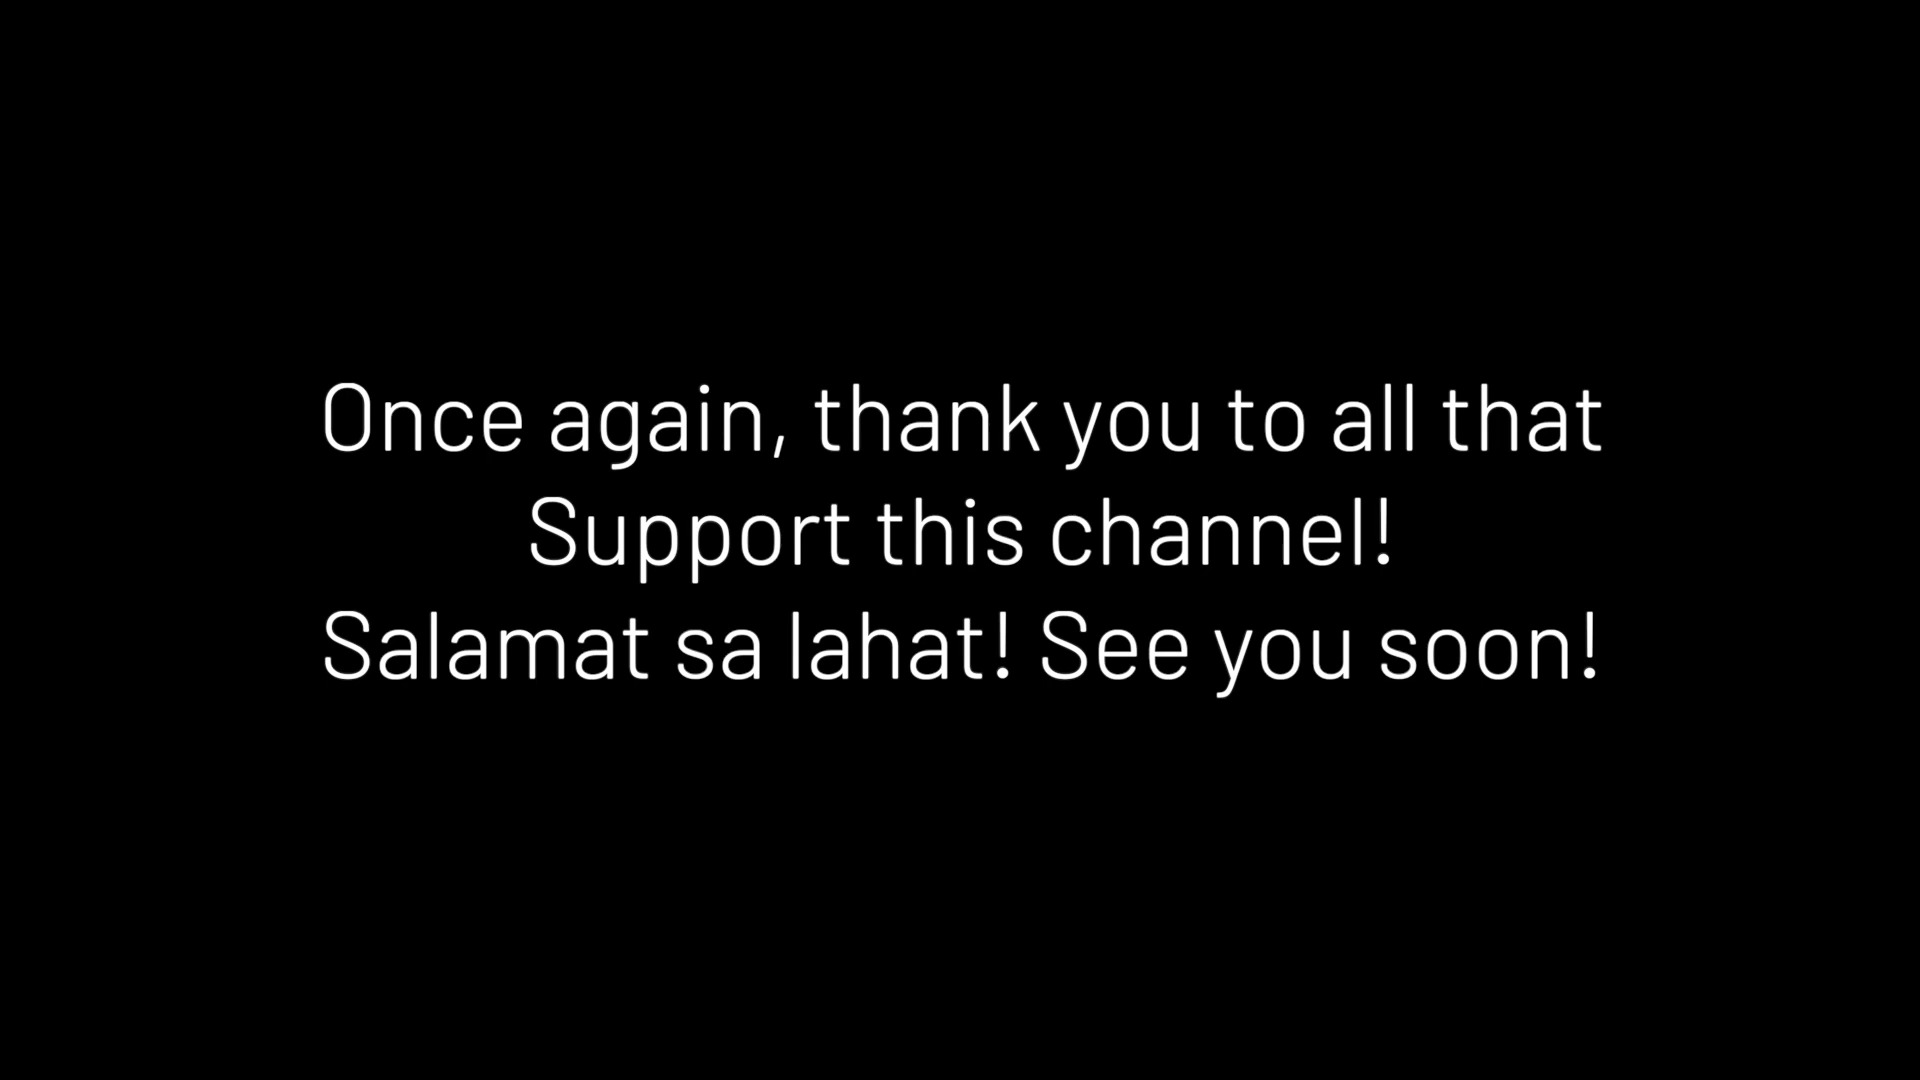 Once again, thank you to all that
Support this channel!
Salamat sa lahat! See you soon!